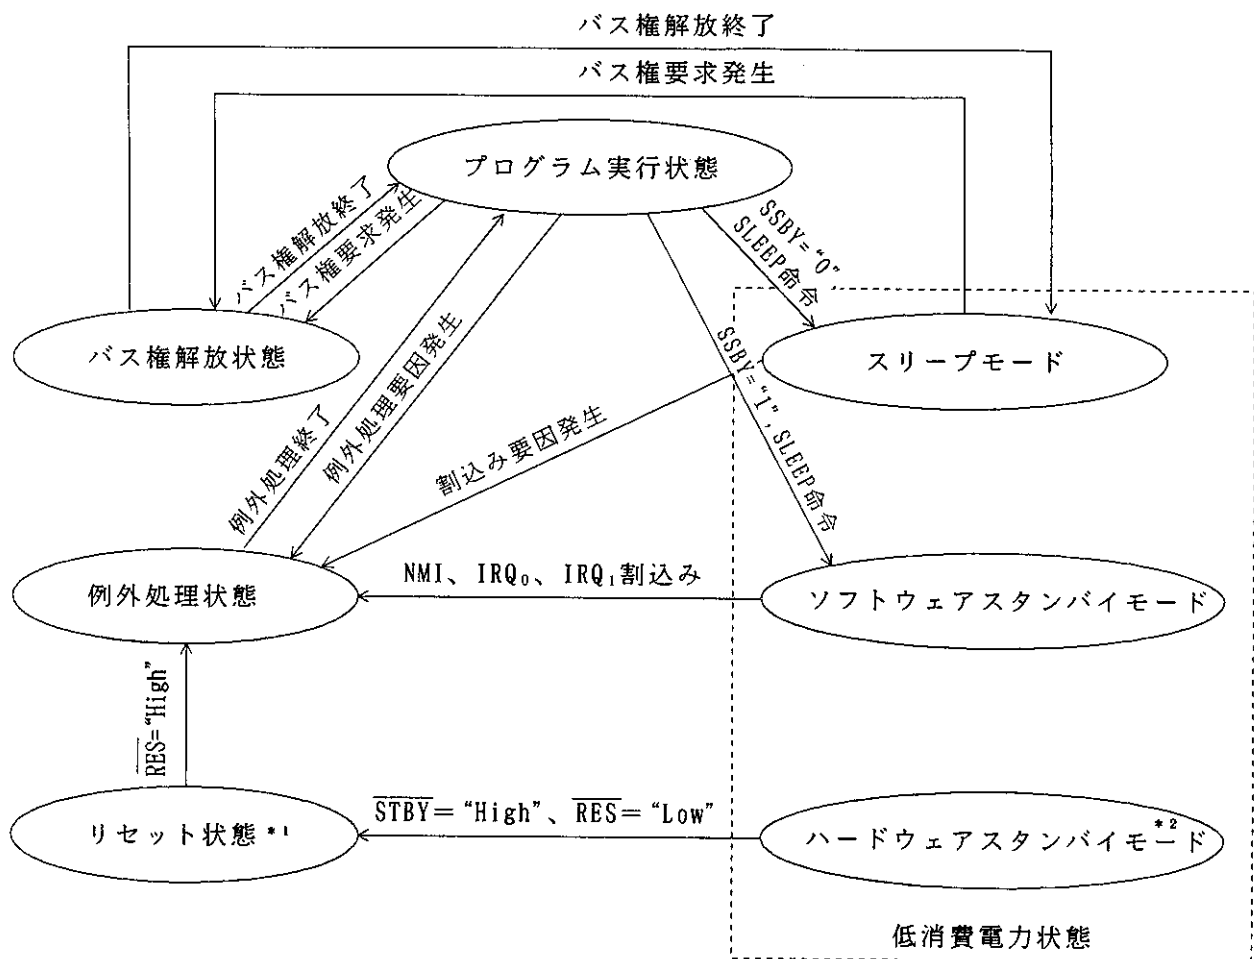 バス権解放終了
バス権要求発生
プログラム実行状態
バス権解放終了
バス権要求発生
SSBY="0"
SLEEP命令
バス権解放状態
スリープモード
例外処理終了
例外処理要因発生
割込み要因発生
SSBY="1",SLEEP命令
例外処理状態
NMI、IRQ₀、IRQ₁割込み
ソフトウェアスタンバイモード
RES="High"
リセット状態*1
STBY="High"、RES="Low"
ハードウェアスタンバイモード*2
低消費電力状態